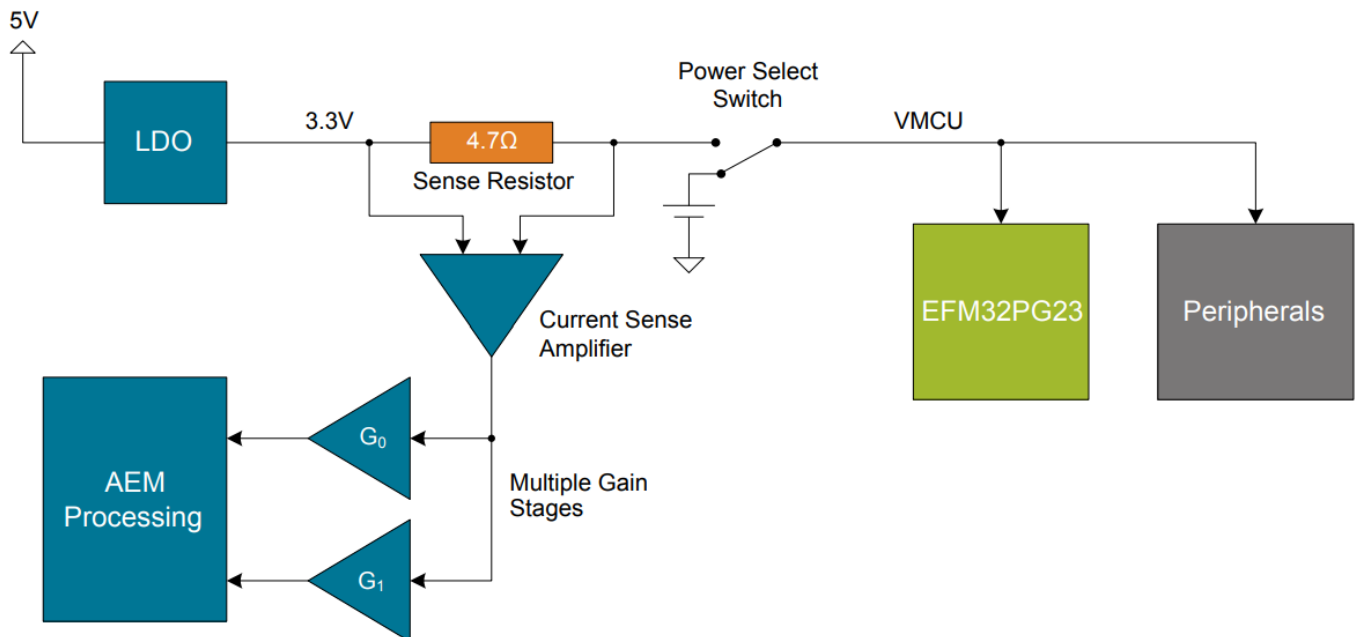 5V
LDO
3.3V
4.7Ω
Sense Resistor
Power Select
Switch
VMCU
EFM32PG23
Peripherals
Current Sense
Amplifier
AEM
Processing
G₀
Multiple Gain
Stages
G₁